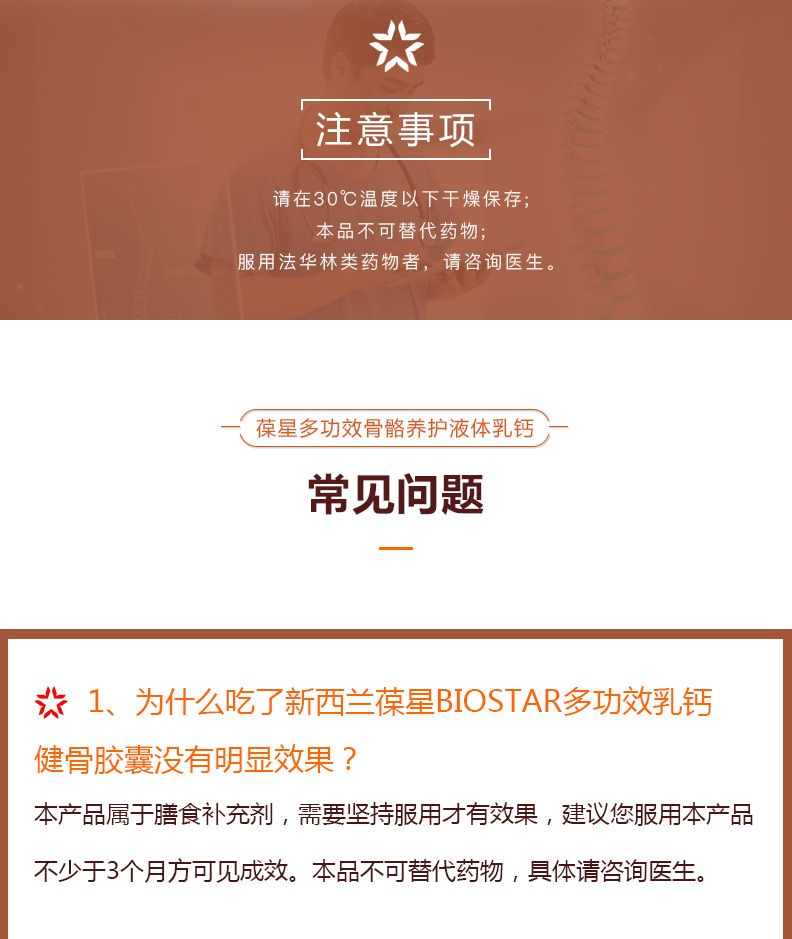 注意事项
请在30℃温度以下干燥保存;
本品不可替代药物;
服用法华林类药物者，请咨询医生。
葆星多功效骨骼养护液体乳钙
常见问题
1、为什么吃了新西兰葆星BIOSTAR多功效乳钙
健骨胶囊没有明显效果？
本产品属于膳食补充剂，需要坚持服用才有效果，建议您服用本产品
不少于3个月方可见成效。本品不可替代药物，具体请咨询医生。